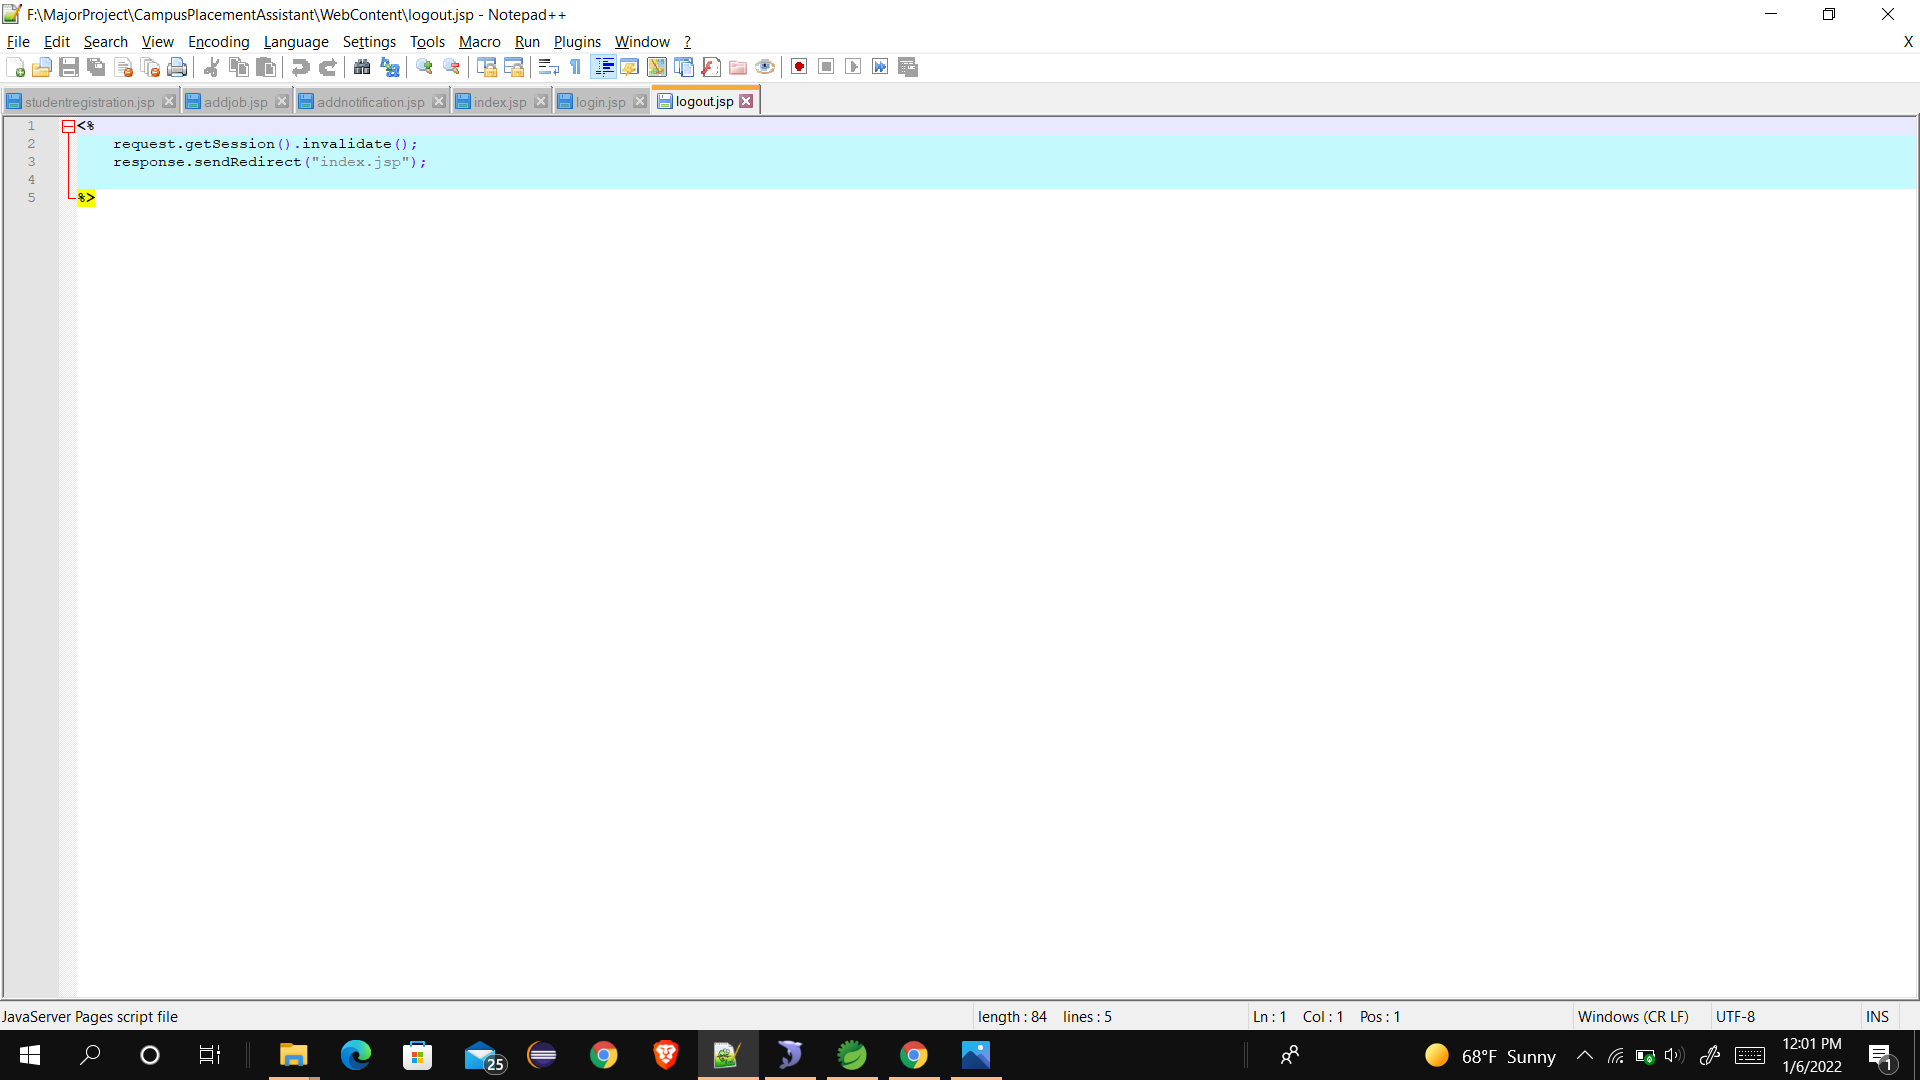 F:\MajorProject\CampusPlacementAssistant\WebContent\logout.jsp - Notepad++
File Edit Search View Encoding Language Settings Tools Macro Run Plugins Window ? X
studentregistration.jsp addjob.jsp addnotification.jsp index.jsp login.jsp logout.jsp
1 <%
2 request.getSession().invalidate();
3 response.sendRedirect("index.jsp");
4
5 %>
JavaServer Pages script file length : 84 lines : 5 Ln : 1 Col : 1 Pos : 1 Windows (CR LF) UTF-8 INS
25 68°F Sunny 12:01 PM
1/6/2022 1